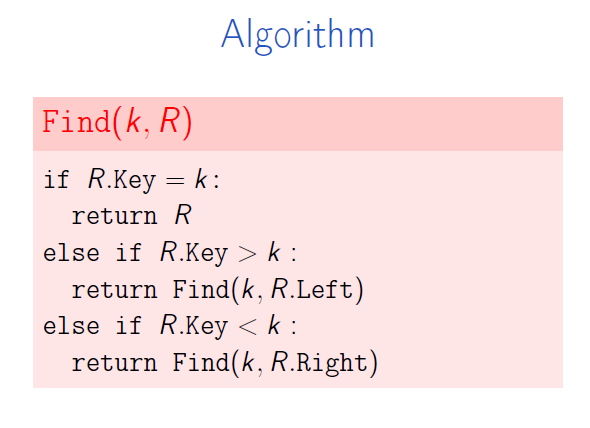 Algorithm
Find(k, R)
if R.Key = k:
return R
else if R.Key > k :
return Find(k, R.Left)
else if R.Key < k :
return Find(k, R.Right)